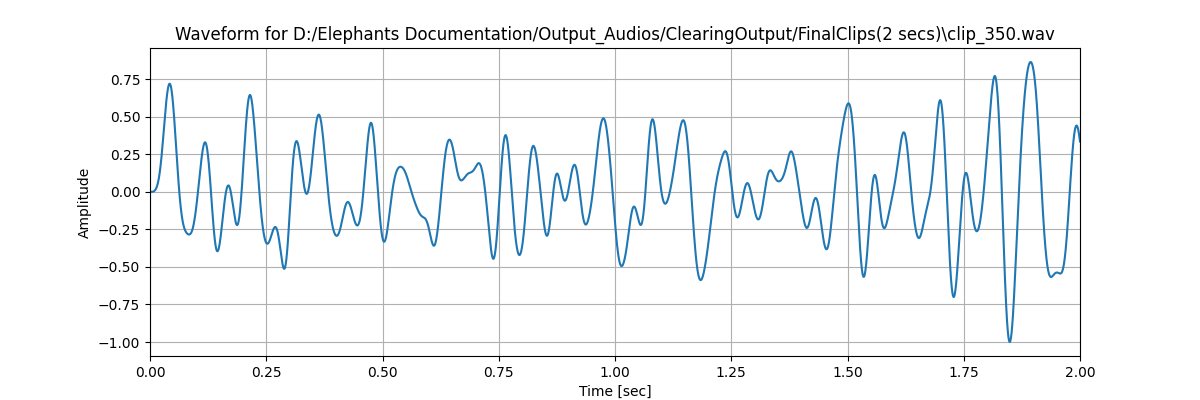 Waveform for D:/Elephants Documentation/Output_Audios/ClearingOutput/FinalClips(2 secs)\clip_350.wav
Amplitude
0.75
0.50
0.25
0.00
−0.25
−0.50
−0.75
−1.00
0.00 0.25 0.50 0.75 1.00 1.25 1.50 1.75 2.00
Time [sec]